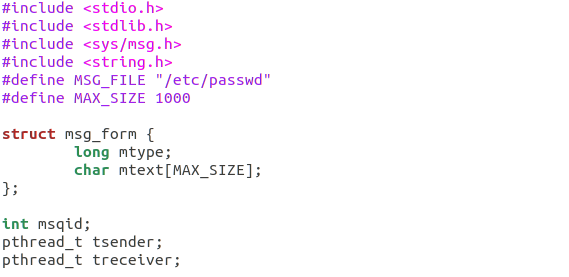 #include <stdio.h>
#include <stdlib.h>
#include <sys/msg.h>
#include <string.h>
#define MSG_FILE "/etc/passwd"
#define MAX_SIZE 1000
struct msg_form {
        long mtype;
        char mtext[MAX_SIZE];
};
int msqid;
pthread_t tsender;
pthread_t treceiver;